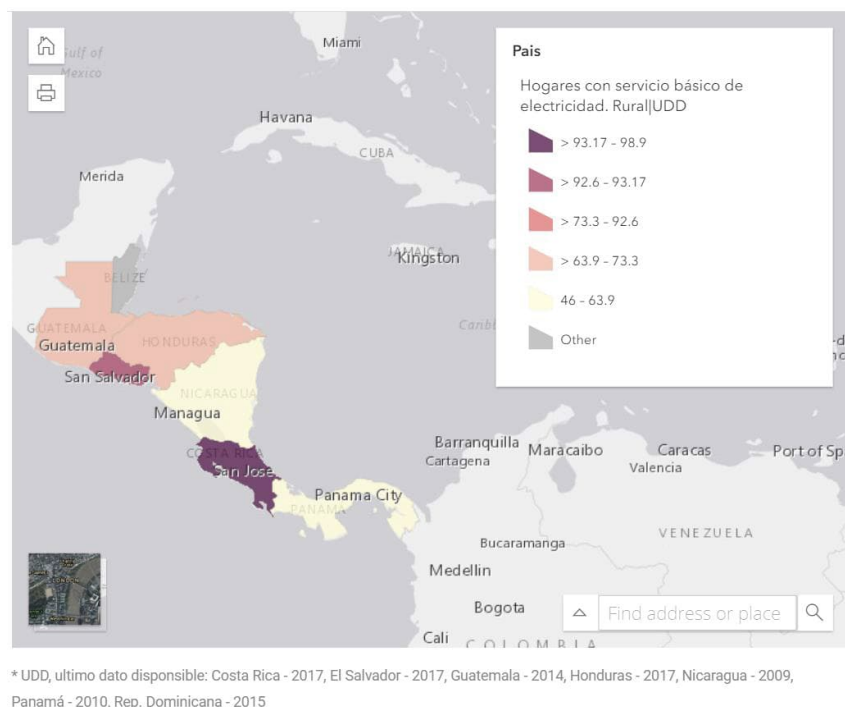 Gulf of
Mexico
Miami
Havana
CUBA
Merida
JAMAICA
Kingston
BELIZE
GUATEMALA
Guatemala
HONDURAS
San Salvador
NICARAGUA
Managua
COSTA RICA
San Jose
Panama City
PANAMÁ
Barranquilla
Cartagena
Maracaibo
Caracas
Valencia
Port of Sp
VENEZUELA
Bucaramanga
Medellin
Bogota
Cali
COLOMBIA
Pais
Hogares con servicio básico de
electricidad. Rural|UDD
> 93.17 - 98.9
> 92.6 - 93.17
> 73.3 - 92.6
> 63.9 - 73.3
46 - 63.9
Other
Find address or place
* UDD, ultimo dato disponsible: Costa Rica - 2017, El Salvador - 2017, Guatemala - 2014, Honduras - 2017, Nicaragua - 2009,
Panamá - 2010, Rep. Dominicana - 2015